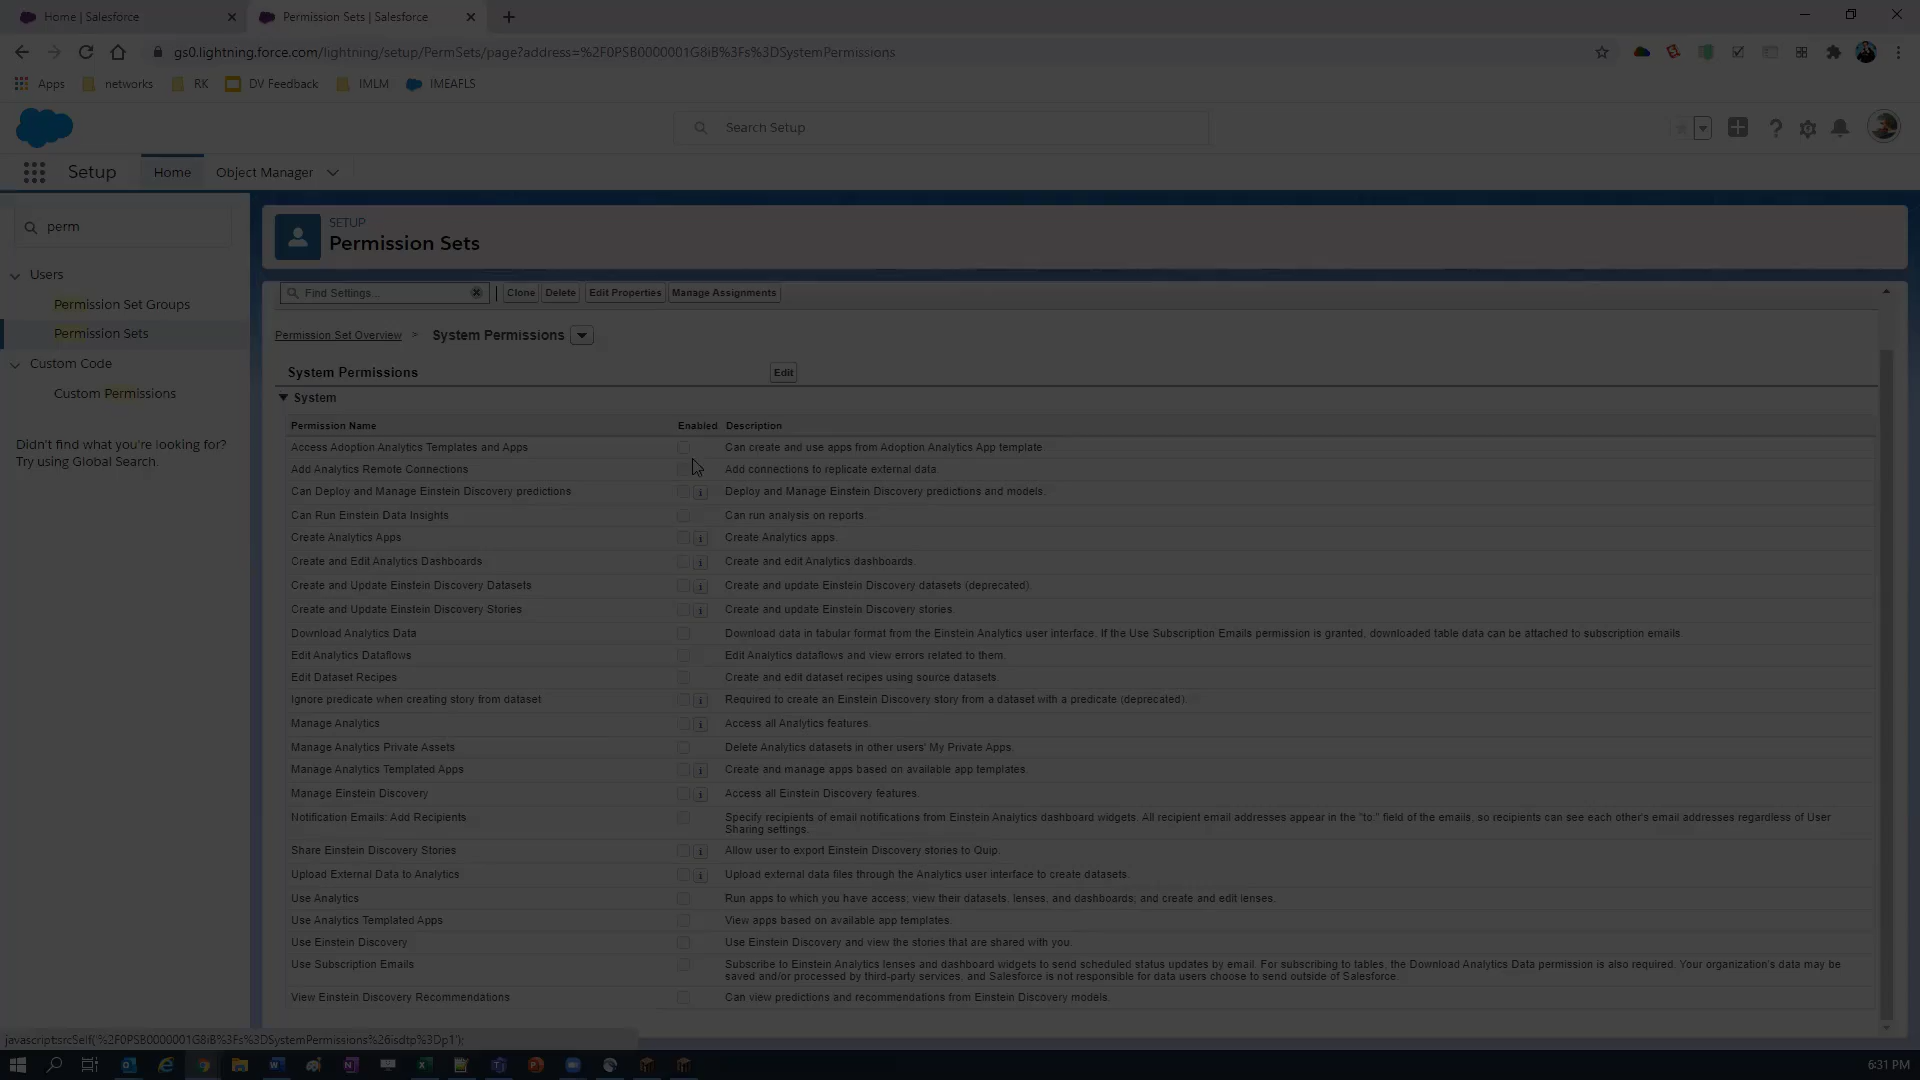 Home | Salesforce
Permission Sets | Salesforce
gs0.lightning.force.com/lightning/setup/PermSets/page?address=%2F0PSB0000001G8iB%3Fs%3DSystemPermissions
Apps networks RK DV Feedback IMLM IMEAFLS
Search Setup
Setup Home Object Manager
perm
Users
Permission Set Groups
Permission Sets
Custom Code
Custom Permissions
Didn't find what you're looking for?
Try using Global Search.
SETUP
Permission Sets
Find Settings... Clone Delete Edit Properties Manage Assignments
Permission Set Overview > System Permissions
System Permissions Edit
System
Permission Name Enabled Description
Access Adoption Analytics Templates and Apps Can create and use apps from Adoption Analytics App template
Add Analytics Remote Connections Add connections to replicate external data.
Can Deploy and Manage Einstein Discovery predictions i Deploy and Manage Einstein Discovery predictions and models.
Can Run Einstein Data Insights Can run analysis on reports
Create Analytics Apps i Create Analytics apps.
Create and Edit Analytics Dashboards i Create and edit Analytics dashboards.
Create and Update Einstein Discovery Datasets i Create and update Einstein Discovery datasets (deprecated).
Create and Update Einstein Discovery Stories i Create and update Einstein Discovery stories.
Download Analytics Data Download data in tabular format from the Einstein Analytics user interface. If the Use Subscription Emails permission is granted, downloaded table data can be attached to subscription emails.
Edit Analytics Dataflows Edit Analytics dataflows and view errors related to them.
Edit Dataset Recipes Create and edit dataset recipes using source datasets.
Ignore predicate when creating story from dataset i Required to create an Einstein Discovery story from a dataset with a predicate (deprecated).
Manage Analytics i Access all Analytics features.
Manage Analytics Private Assets Delete Analytics datasets in other users' My Private Apps.
Manage Analytics Templated Apps i Create and manage apps based on available app templates.
Manage Einstein Discovery i Access all Einstein Discovery features.
Notification Emails: Add Recipients Specify recipients of email notifications from Einstein Analytics dashboard widgets. All recipient email addresses appear in the "to:" field of the emails, so recipients can see each other's email addresses regardless of User
Sharing settings.
Share Einstein Discovery Stories i Allow user to export Einstein Discovery stories to Quip.
Upload External Data to Analytics i Upload external data files through the Analytics user interface to create datasets.
Use Analytics Run apps to which you have access; view their datasets, lenses, and dashboards; and create and edit lenses.
Use Analytics Templated Apps View apps based on available app templates.
Use Einstein Discovery Use Einstein Discovery and view the stories that are shared with you.
Use Subscription Emails Subscribe to Einstein Analytics lenses and dashboard widgets to send scheduled status updates by email. For subscribing to tables, the Download Analytics Data permission is also required. Your organization's data may be
saved and/or processed by third-party services, and Salesforce is not responsible for data users choose to send outside of Salesforce.
View Einstein Discovery Recommendations Can view predictions and recommendations from Einstein Discovery models.
javascript:srcSelf('%2F0PSB0000001G8iB%3Fs%3DSystemPermissions%26isdtp%3Dp1');
6:31 PM